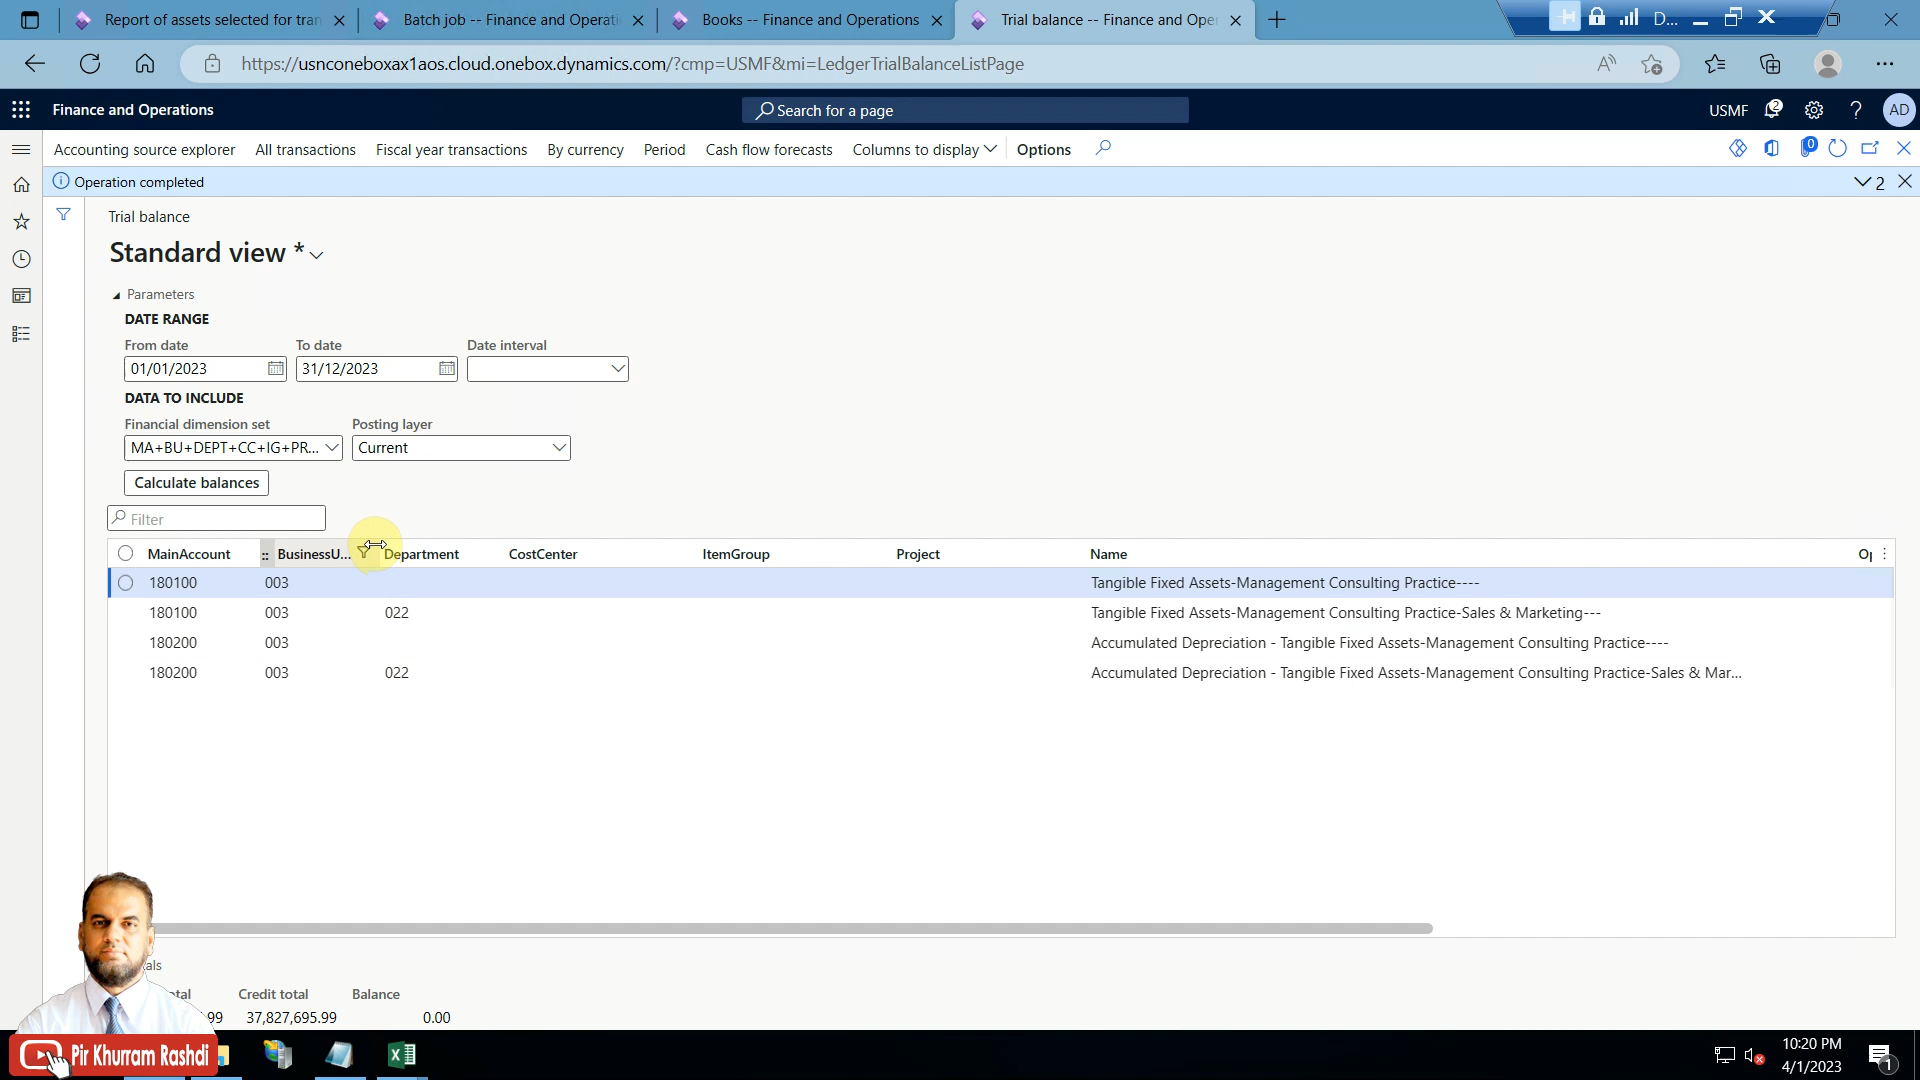 Report of assets selected for tran
Batch job -- Finance and Operati
Books -- Finance and Operations
Trial balance -- Finance and Oper
D...
https://usnconeboxax1aos.cloud.onebox.dynamics.com/?cmp=USMF&mi=LedgerTrialBalanceListPage
Finance and Operations
Search for a page
USMF
2
?
AD
Accounting source explorer
All transactions
Fiscal year transactions
By currency
Period
Cash flow forecasts
Columns to display
Options
0
Operation completed
2
Trial balance
Standard view *
Parameters
DATE RANGE
From date
To date
Date interval
01/01/2023
31/12/2023
DATA TO INCLUDE
Financial dimension set
Posting layer
MA+BU+DEPT+CC+IG+PR...
Current
Calculate balances
Filter
MainAccount
BusinessU...
Department
CostCenter
ItemGroup
Project
Name
180100 003 Tangible Fixed Assets-Management Consulting Practice----
180100 003 022 Tangible Fixed Assets-Management Consulting Practice-Sales & Marketing---
180200 003 Accumulated Depreciation - Tangible Fixed Assets-Management Consulting Practice----
180200 003 022 Accumulated Depreciation - Tangible Fixed Assets-Management Consulting Practice-Sales & Mar...
Credit total
Balance
37,827,695.99
0.00
Pir Khurram Rashdi
10:20 PM
4/1/2023
1